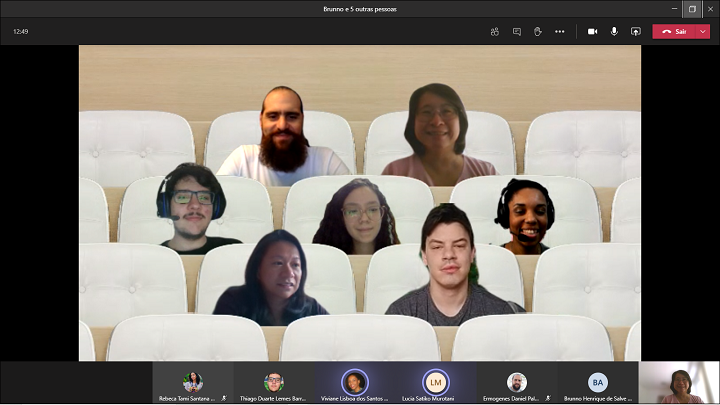 Brunno e 5 outras pessoas
12:49
Sair
LM
BA
Rebeca Tami Santana ...
Thiago Duarte Lemes Barr...
Viviane Lisboa dos Santos ...
Lucia Satiko Murotani
Ermogenes Daniel Pal...
Brunno Henrique de Salve ...